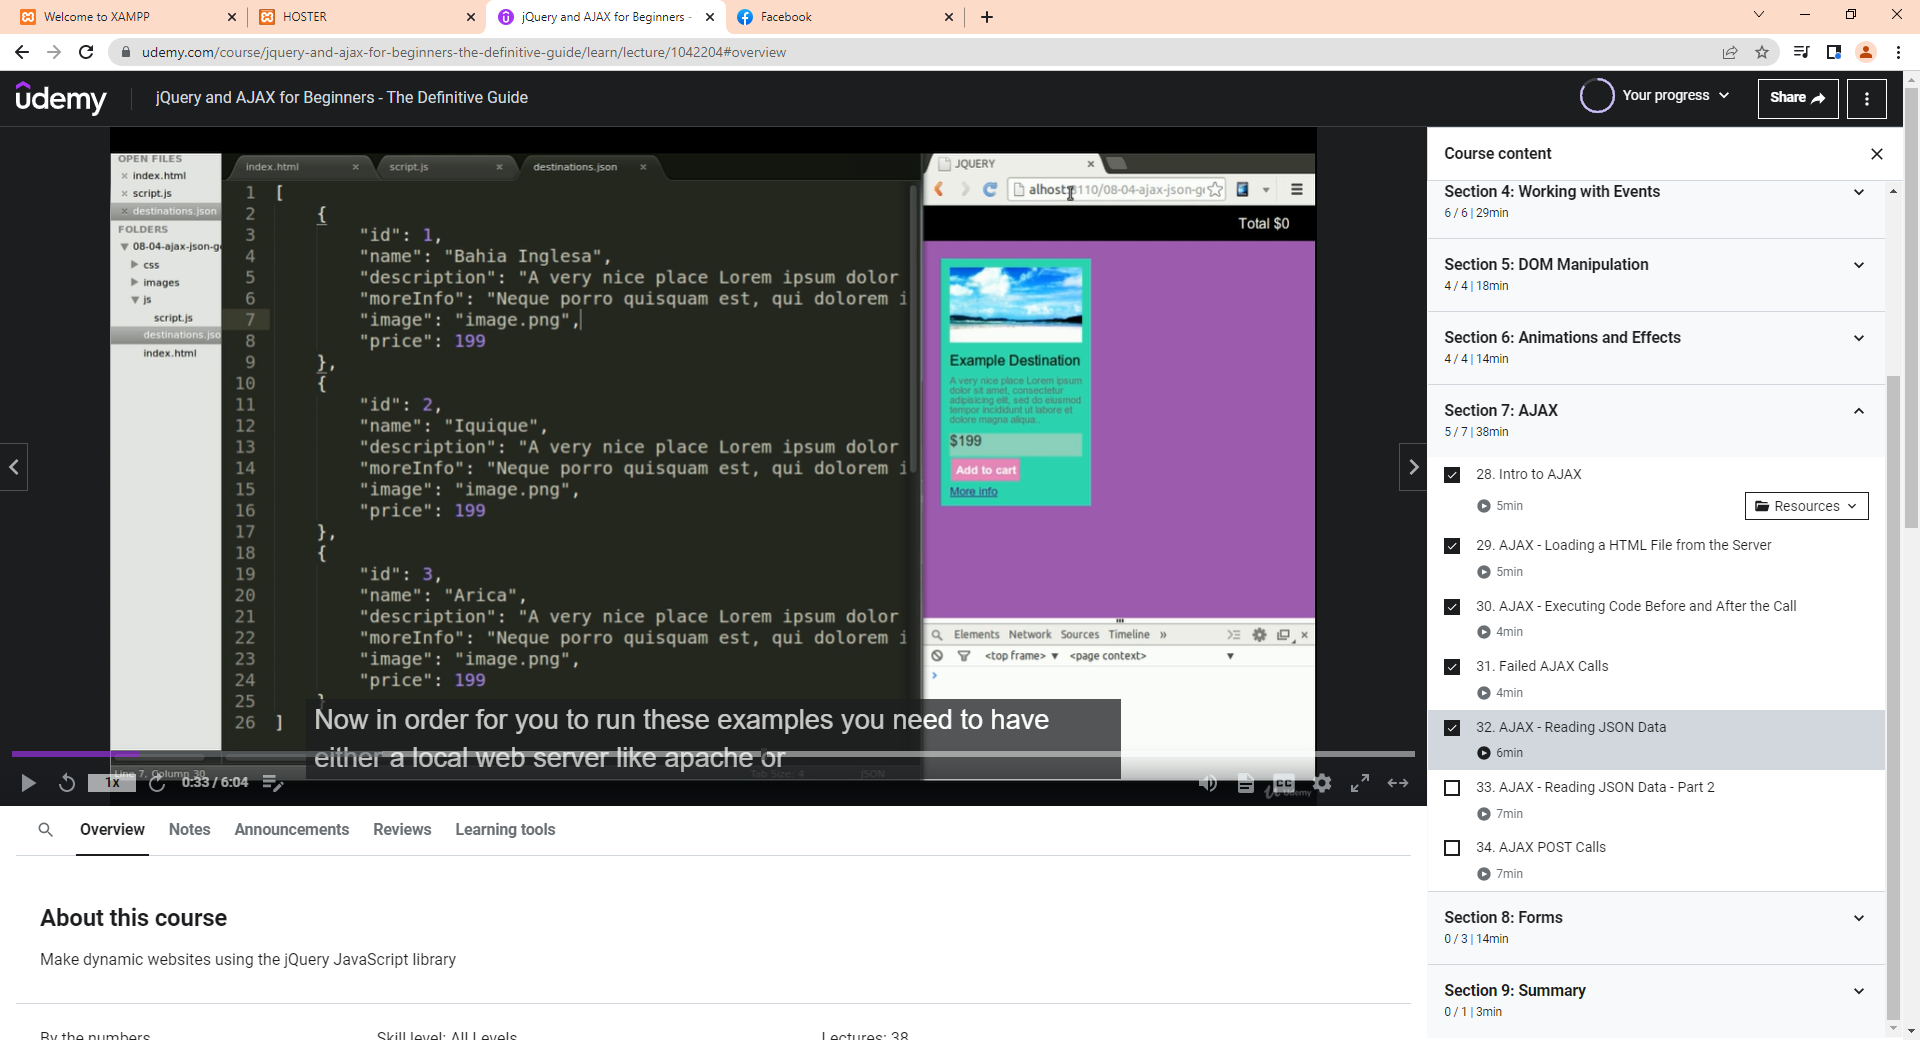 Welcome to XAMPP
HOSTER
jQuery and AJAX for Beginners -
Facebook
udemy.com/course/jquery-and-ajax-for-beginners-the-definitive-guide/learn/lecture/1042204#overview
ûdemy
jQuery and AJAX for Beginners - The Definitive Guide
Your progress
Share
OPEN FILES
index.html
script.js
destinations.json
FOLDERS
08-04-ajax-json-g
css
images
js
script.js
destinations.jso
index.html
index.html
script.js
destinations.json
1 [
2 {
3 "id": 1,
4 "name": "Bahia Inglesa",
5 "description": "A very nice place Lorem ipsum dolor
6 "moreInfo": "Neque porro quisquam est, qui dolorem i
7 "image": "image.png",
8 "price": 199
9 },
10 {
11 "id": 2,
12 "name": "Iquique",
13 "description": "A very nice place Lorem ipsum dolor
14 "moreInfo": "Neque porro quisquam est, qui dolorem i
15 "image": "image.png",
16 "price": 199
17 },
18 {
19 "id": 3,
20 "name": "Arica",
21 "description": "A very nice place Lorem ipsum dolor
22 "moreInfo": "Neque porro quisquam est, qui dolorem i
23 "image": "image.png",
24 "price": 199
25 }
26 ]
JQUERY
Total $0
Example Destination
A very nice place Lorem ipsum
dolor sit amet, consectetur
adipisicing elit, sed do eiusmod
tempor incididunt ut labore et
dolore magna aliqua..
$199
Add to cart
More info
Elements Network Sources Timeline »
<top frame> ▼ <page context> ▼
Now in order for you to run these examples you need to have
either a local web server like apache or
Line 7, Column 30
Tab Size: 4
JSON
1x
0:33 / 6:04
CC
Udemy
Overview
Notes
Announcements
Reviews
Learning tools
About this course
Make dynamic websites using the jQuery JavaScript library
By the numbers
Skill level: All Levels
Lectures: 38
Course content
Section 4: Working with Events
6 / 6 | 29min
Section 5: DOM Manipulation
4 / 4 | 18min
Section 6: Animations and Effects
4 / 4 | 14min
Section 7: AJAX
5 / 7 | 38min
28. Intro to AJAX
5min
Resources
29. AJAX - Loading a HTML File from the Server
5min
30. AJAX - Executing Code Before and After the Call
4min
31. Failed AJAX Calls
4min
32. AJAX - Reading JSON Data
6min
33. AJAX - Reading JSON Data - Part 2
7min
34. AJAX POST Calls
7min
Section 8: Forms
0 / 3 | 14min
Section 9: Summary
0 / 1 | 3min